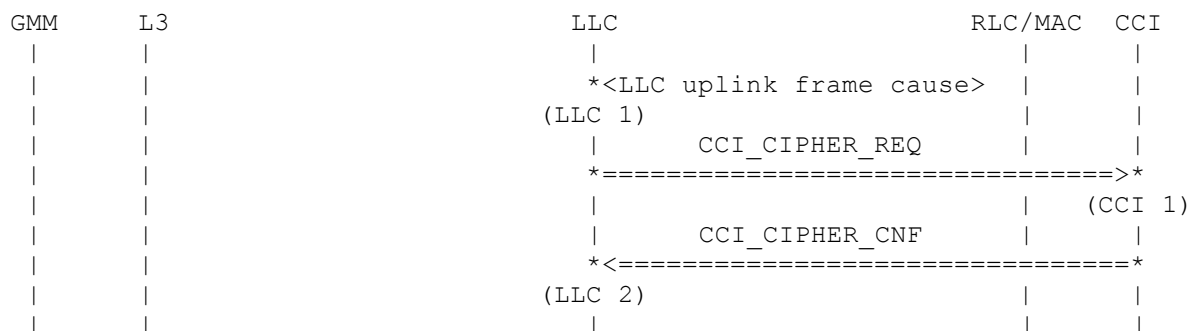 GMM L3 LLC RLC/MAC CCI
| | | | |
| | *<LLC uplink frame cause> | |
| | (LLC 1) | |
| | | CCI_CIPHER_REQ | |
| | *================================>*
| | | | (CCI 1)
| | | CCI_CIPHER_CNF | |
| | *<================================*
| | (LLC 2) | |
| | | | |